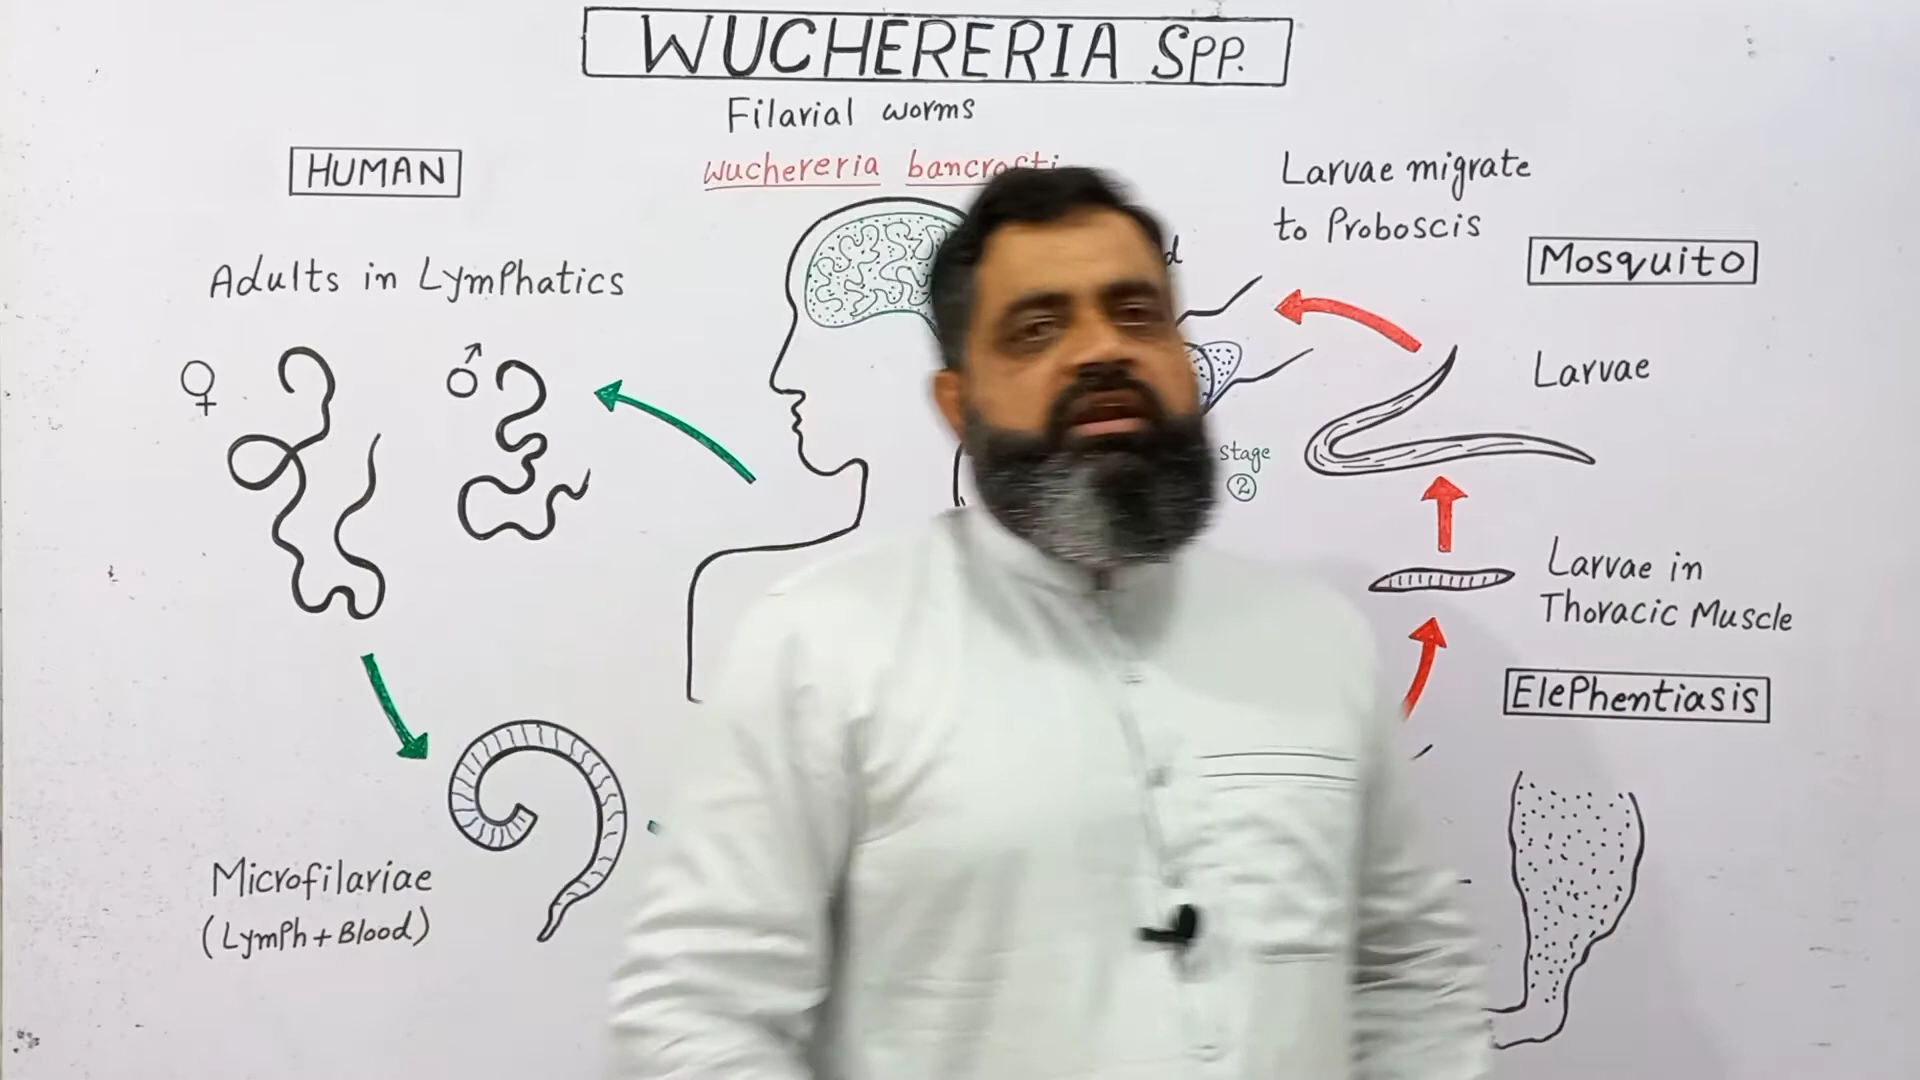 WUCHERERIA SPP.
Filarial worms
Wuchereria
HUMAN
Larvae migrate
to Proboscis
Mosquito
Adults in Lymphatics
♀
♂
Larvae
stage
2
Larvae in
Thoracic Muscle
ElePhentiasis
Microfilariae
(LymPh + Blood)